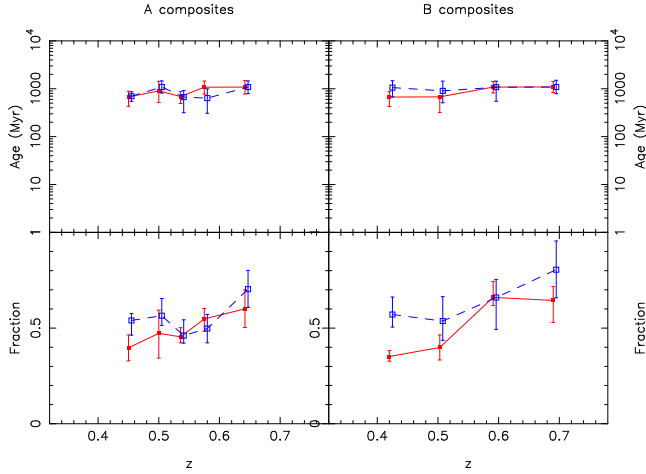 A composites B composites
10^4 10^4
1000 1000
Age (Myr) Age (Myr)
100 100
10 10
1 1
Fraction Fraction
0.5 0.5
0 0
0.4 0.5 0.6 0.7 0.4 0.5 0.6 0.7
z z